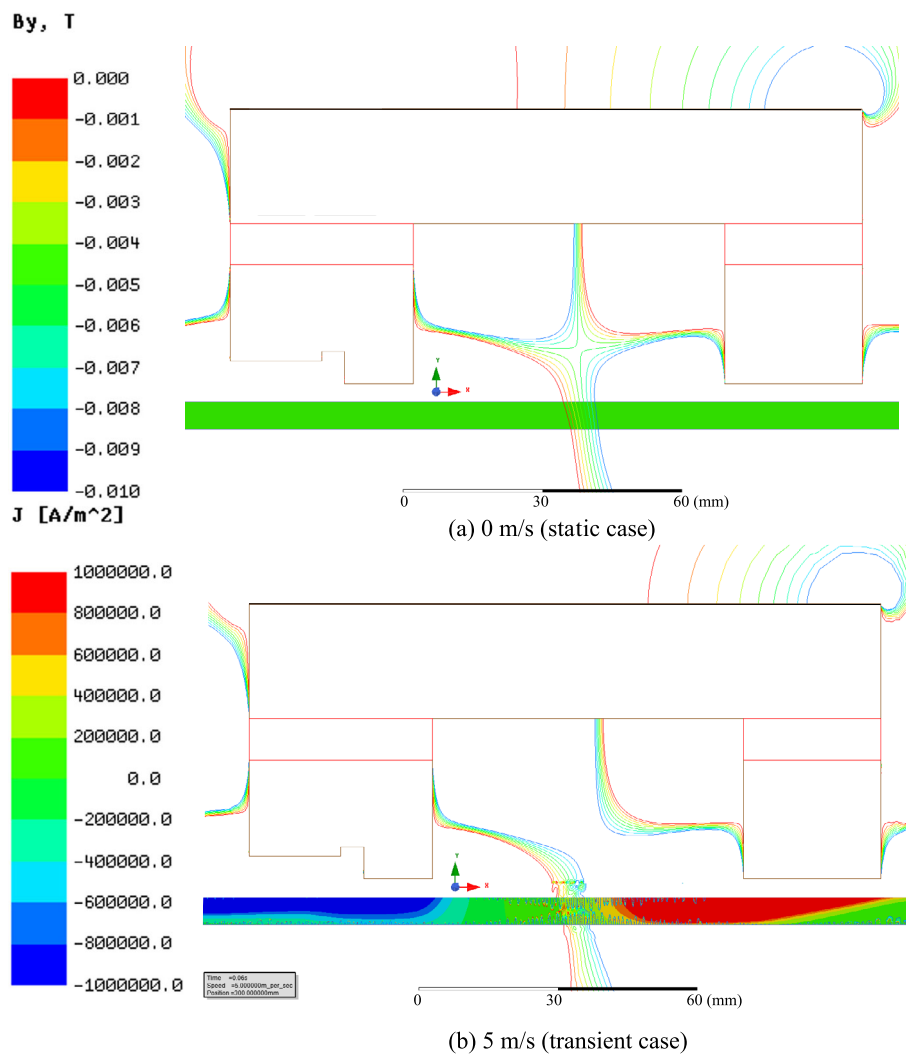 By, T
0.000
-0.001
-0.002
-0.003
-0.004
-0.005
-0.006
-0.007
-0.008
-0.009
-0.010
Y
X
0 30 60 (mm)
(a) 0 m/s (static case)
J [A/m^2]
1000000.0
800000.0
600000.0
400000.0
200000.0
0.0
-200000.0
-400000.0
-600000.0
-800000.0
-1000000.0
Y
X
Time =0.06s
Speed =5.000000m_per_sec
Position =300.000000mm
0 30 60 (mm)
(b) 5 m/s (transient case)